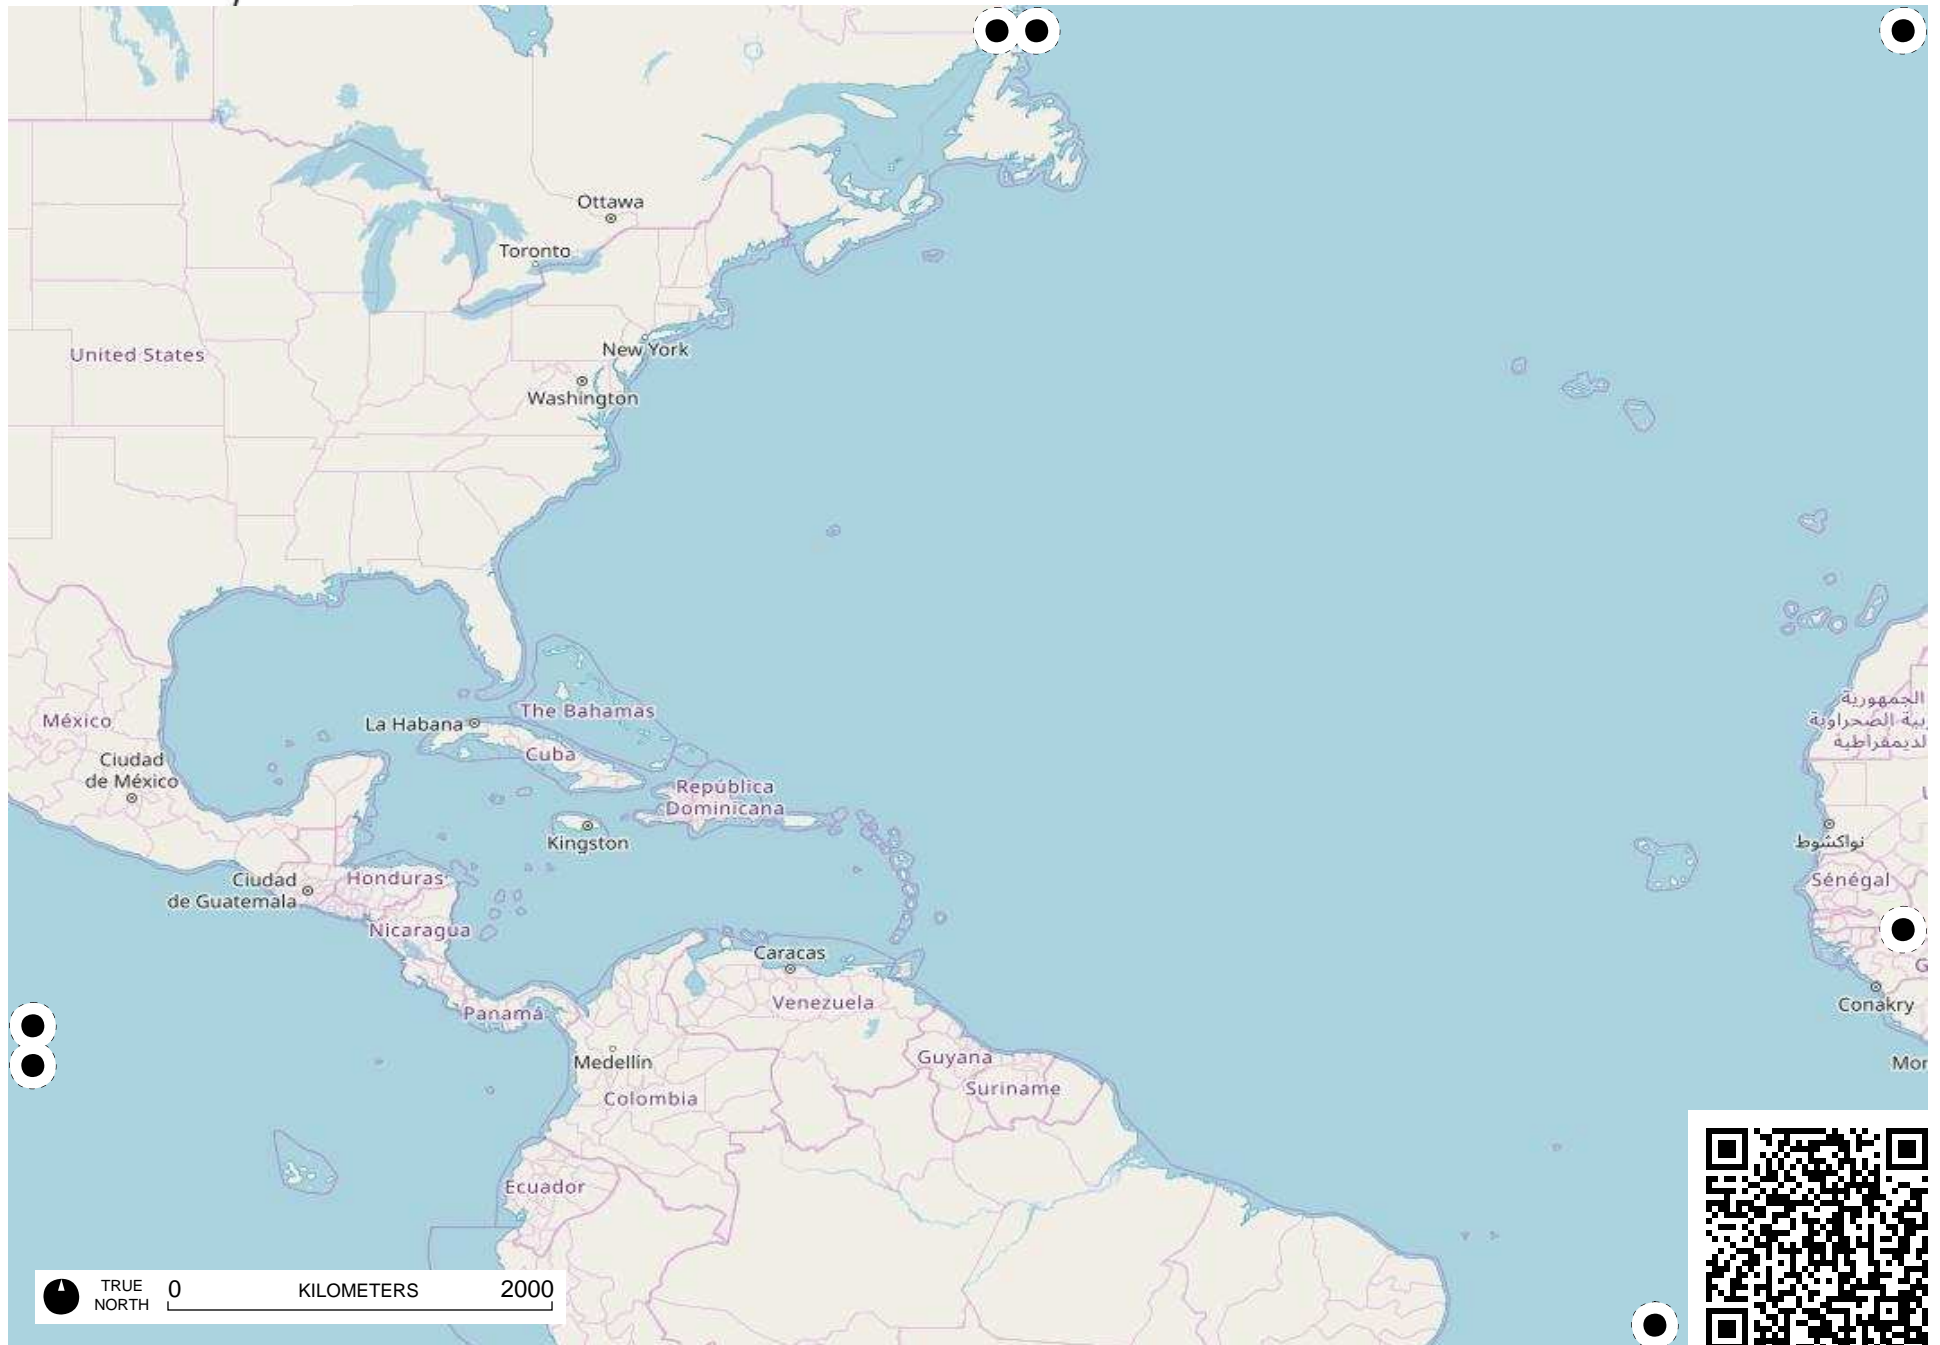 Ottawa
Toronto
United States
New York
Washington
México
La Habana
The Bahamas
Cuba
Ciudad
de México
República
Dominicana
Kingston
Ciudad
de Guatemala
Honduras
Nicaragua
Caracas
Panamá
Venezuela
Medellín
Colombia
Guyana
Suriname
Ecuador
الجمهورية
الصحراوية
نواكشوط
Sénégal
G
Conakry
Mor
TRUE
NORTH
0 KILOMETERS 2000